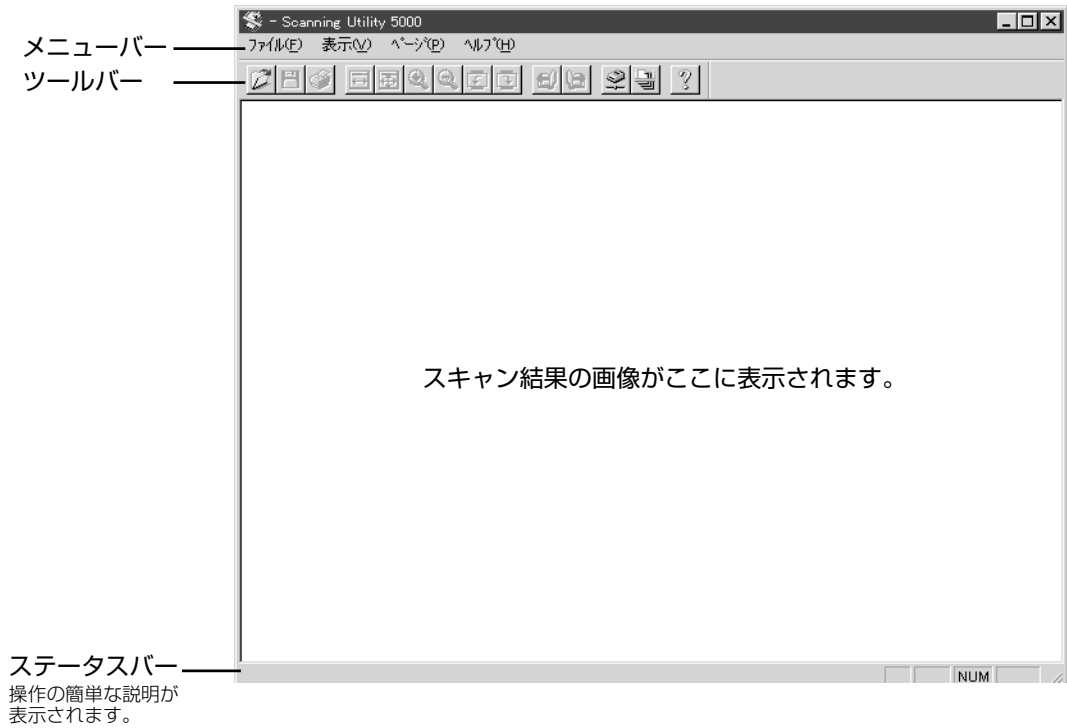 - Scanning Utility 5000
ﾌｧｲﾙ(F) 表示(V) ﾍﾟｰｼﾞ(P) ﾍﾙﾌﾟ(H)
メニューバー
ツールバー
スキャン結果の画像がここに表示されます。
ステータスバー
操作の簡単な説明が
表示されます。
NUM